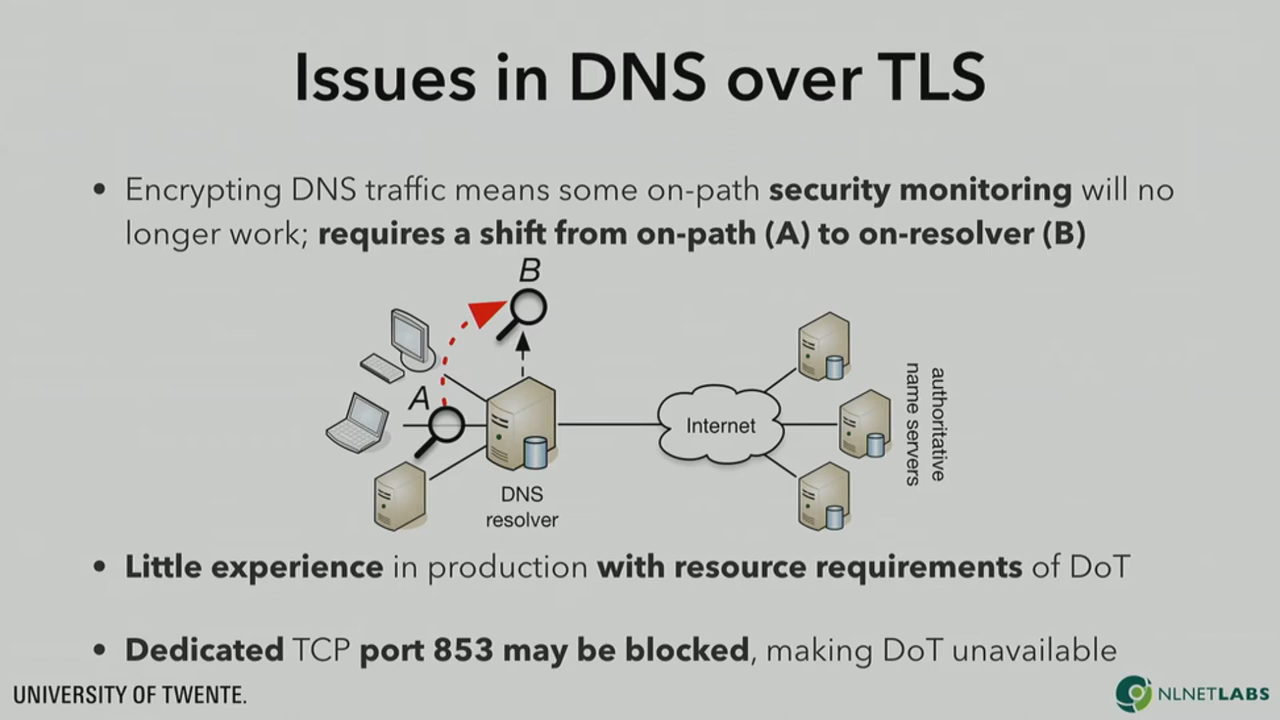 Issues in DNS over TLS
• Encrypting DNS traffic means some on-path security monitoring will no
longer work; requires a shift from on-path (A) to on-resolver (B)
B
A
Internet
authoritative
name servers
DNS
resolver
• Little experience in production with resource requirements of DoT
• Dedicated TCP port 853 may be blocked, making DoT unavailable
UNIVERSITY OF TWENTE.
NLNETLABS